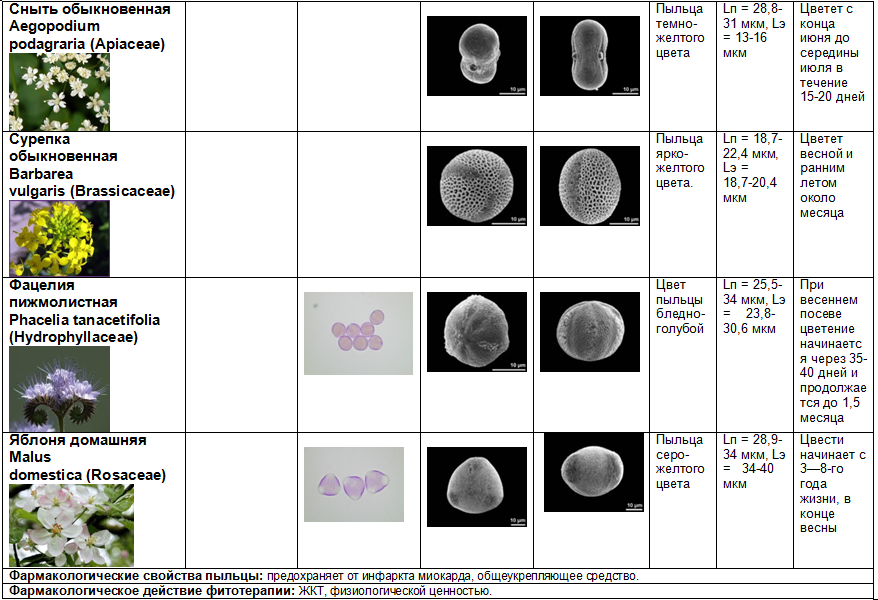 Сныть обыкновенная
Aegopodium
podagraria (Apiaceae)
10 µm
10 µm
Пыльца
темно-
желтого
цвета
Lп = 28,8-
31 мкм, Lэ
= 13-16
мкм
Цветет с
конца
июня до
середины
июля в
течение
15-20 дней
Сурепка
обыкновенная
Barbarea
vulgaris (Brassicaceae)
10 µm
10 µm
Пыльца
ярко-
желтого
цвета.
Lп = 18,7-
22,4 мкм,
Lэ =
18,7-20,4
мкм
Цветет
весной и
ранним
летом
около
месяца
Фацелия
пижмолистная
Phacelia tanacetifolia
(Hydrophyllaceae)
10 µm
10 µm
Цвет
пыльцы
бледно-
голубой
Lп = 25,5-
34 мкм, Lэ
= 23,8-
30,6 мкм
При
весеннем
посеве
цветение
начинаетс
я через 35-
40 дней и
продолжае
тся до 1,5
месяца
Яблоня домашняя
Malus
domestica (Rosaceae)
10 µm
10 µm
Пыльца
серо-
желтого
цвета
Lп = 28,9-
34 мкм, Lэ
= 34-40
мкм
Цвести
начинает с
3—8-го
года
жизни, в
конце
весны
Фармакологические свойства пыльцы: предохраняет от инфаркта миокарда, общеукрепляющее средство.
Фармакологическое действие фитотерапии: ЖКТ, физиологической ценностью.